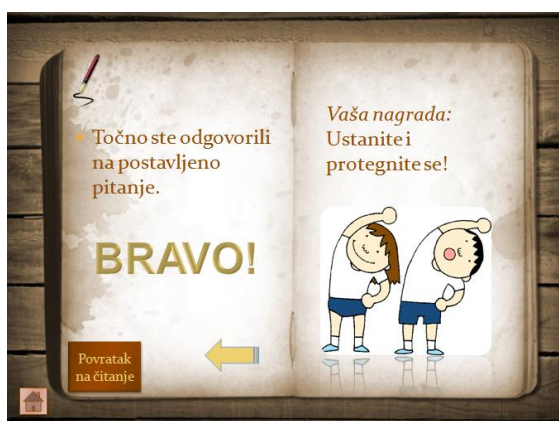 Točno ste odgovorili
na postavljeno
pitanje.
BRAVO!
Povratak
na čitanje
Vaša nagrada:
Ustanite i
protegnite se!